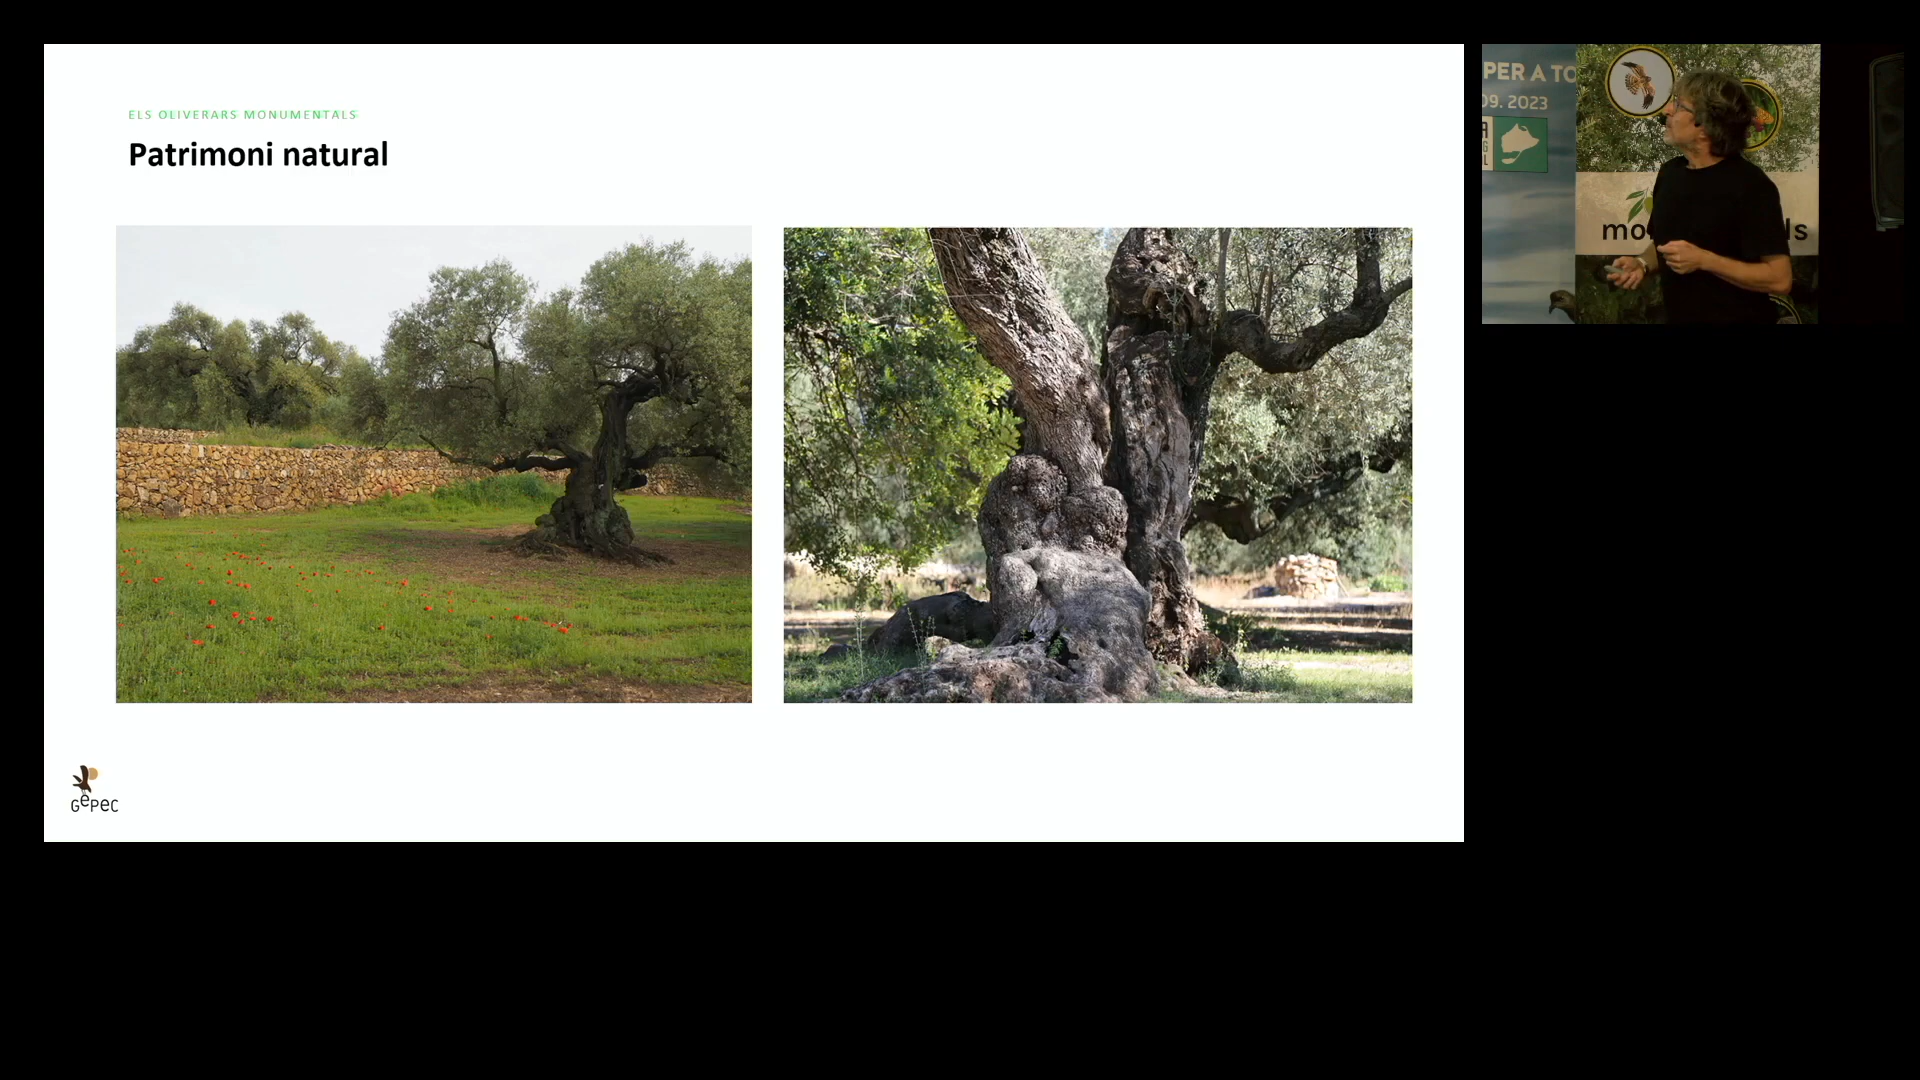 ELS OLIVERARS MONUMENTALS
Patrimoni natural
GePeC
PER A TO
09. 2023
mo ls